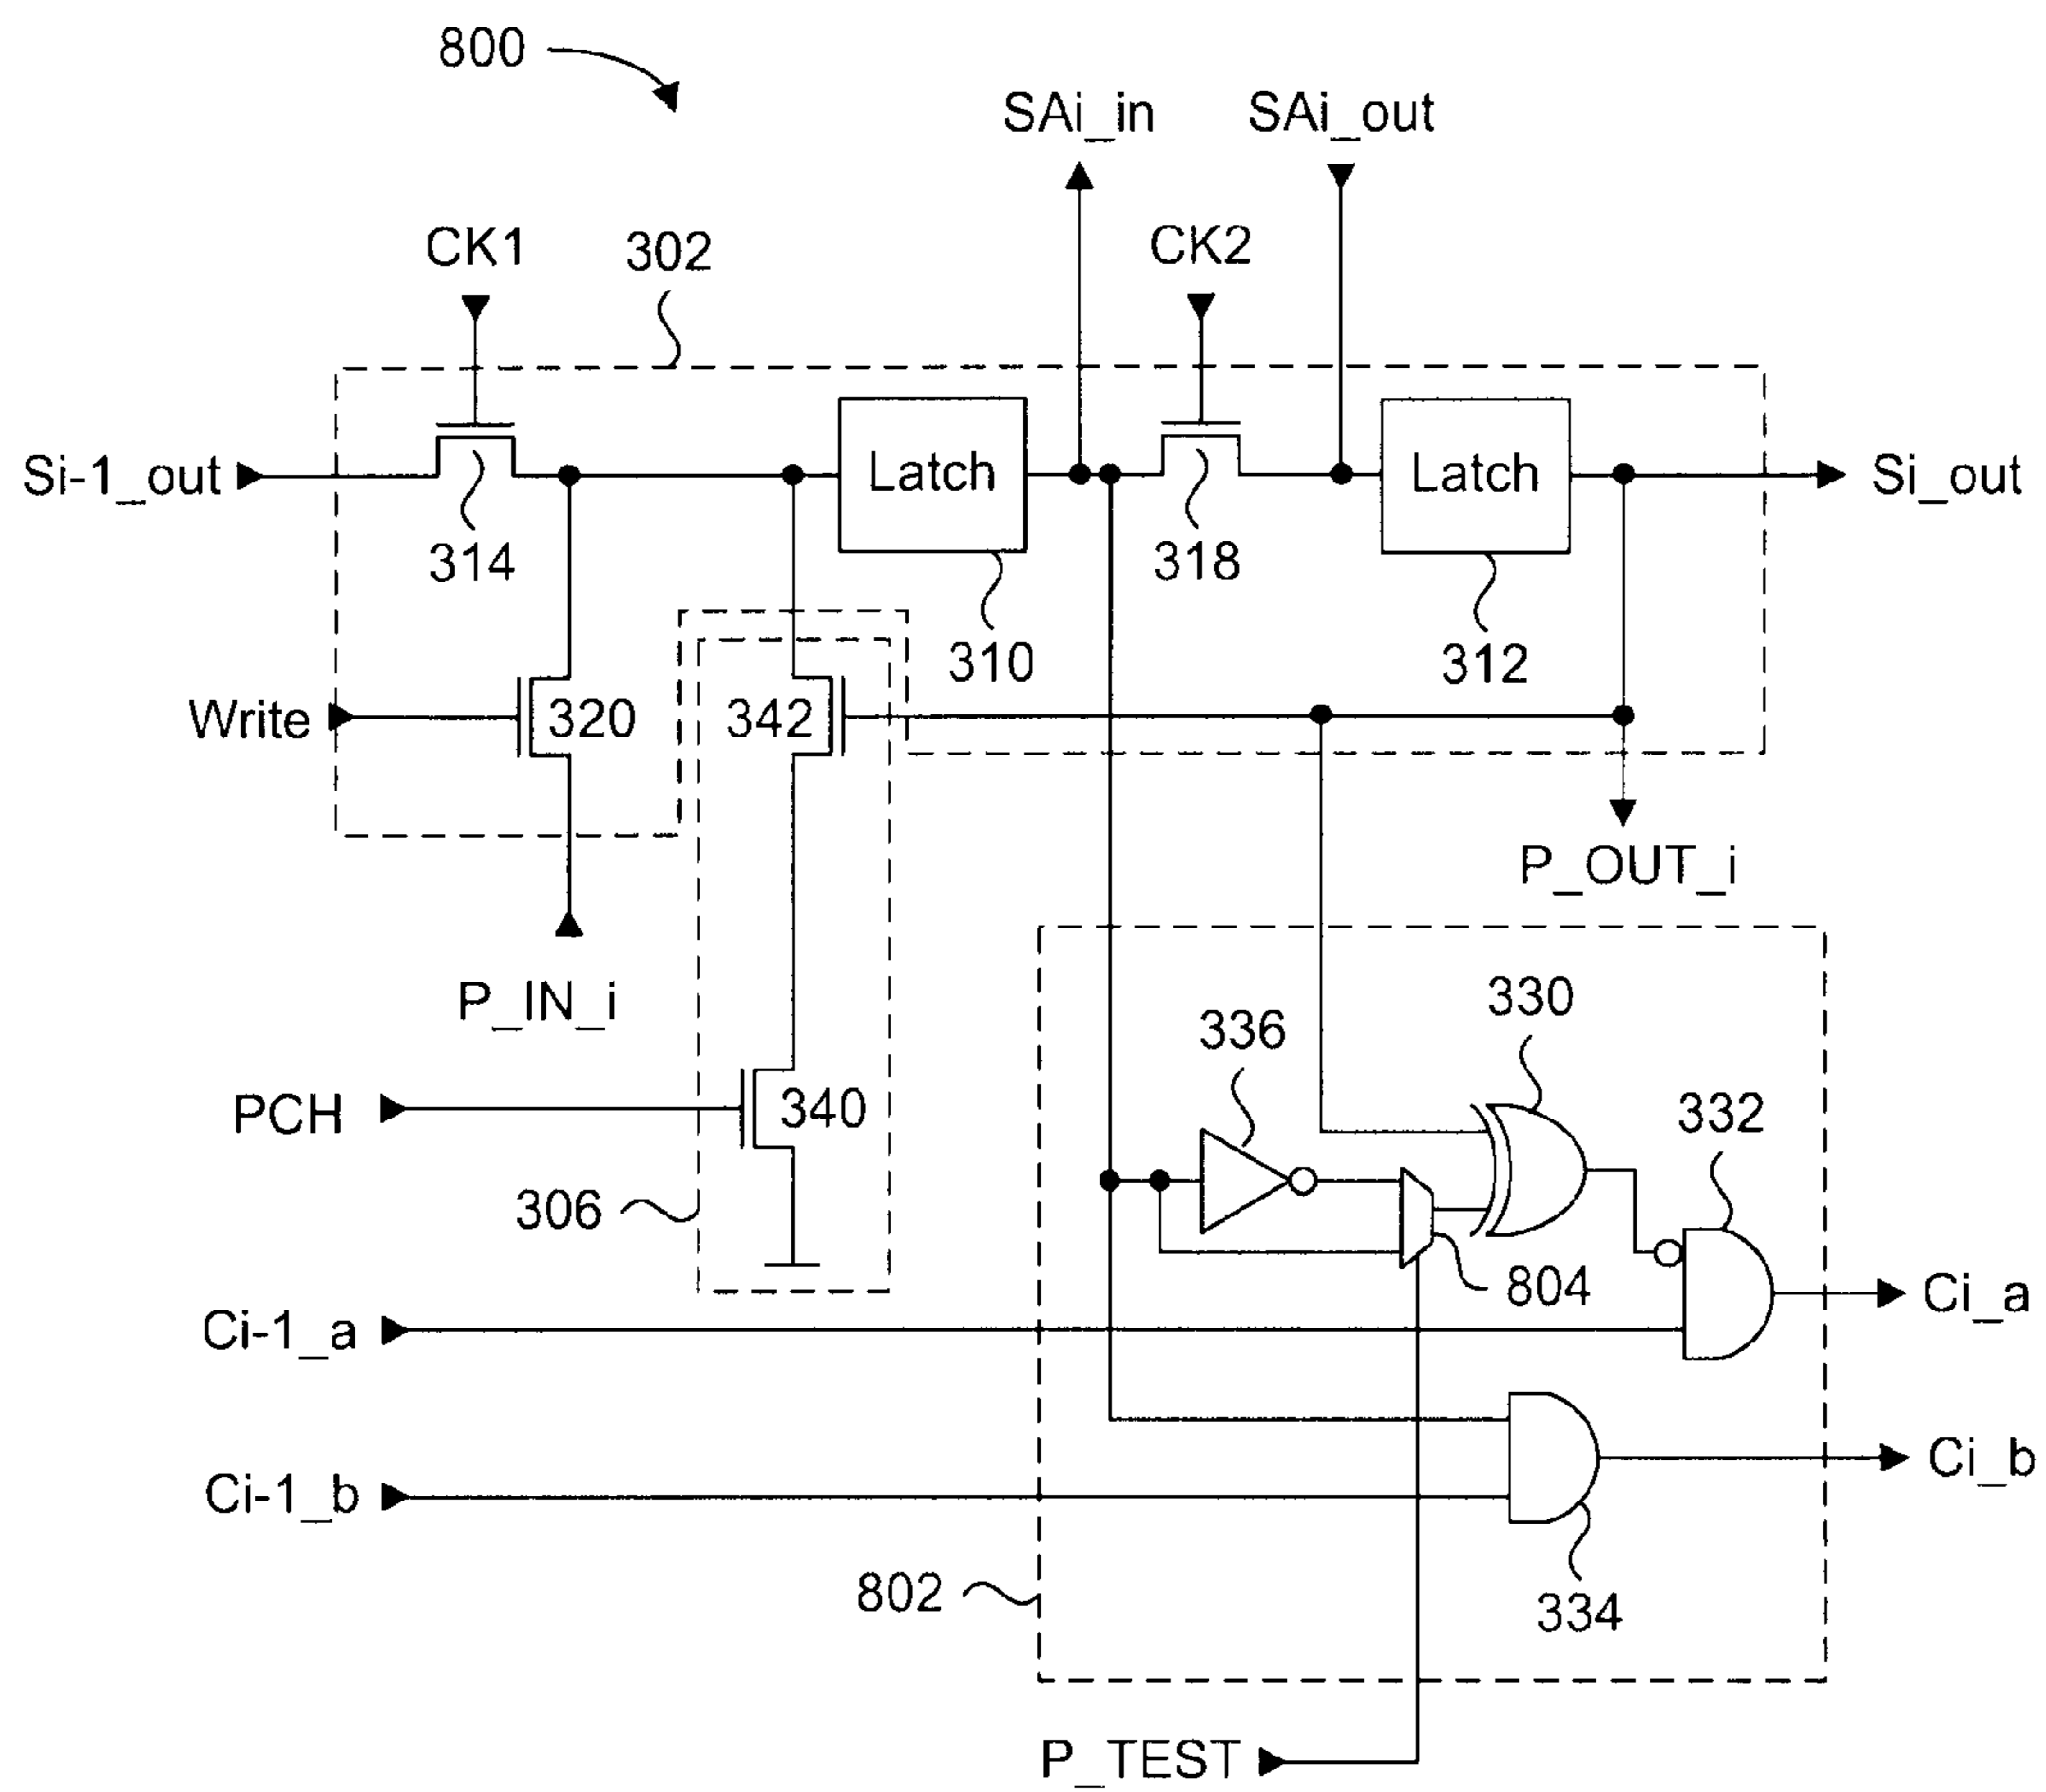 800
SAi_in
SAi_out
CK1
302
CK2
Si-1_out
Latch
Latch
Si_out
314
318
310
312
Write
320
342
P_OUT_i
P_IN_i
330
336
PCH
340
332
306
804
Ci-1_a
Ci_a
Ci-1_b
Ci_b
802
334
P_TEST